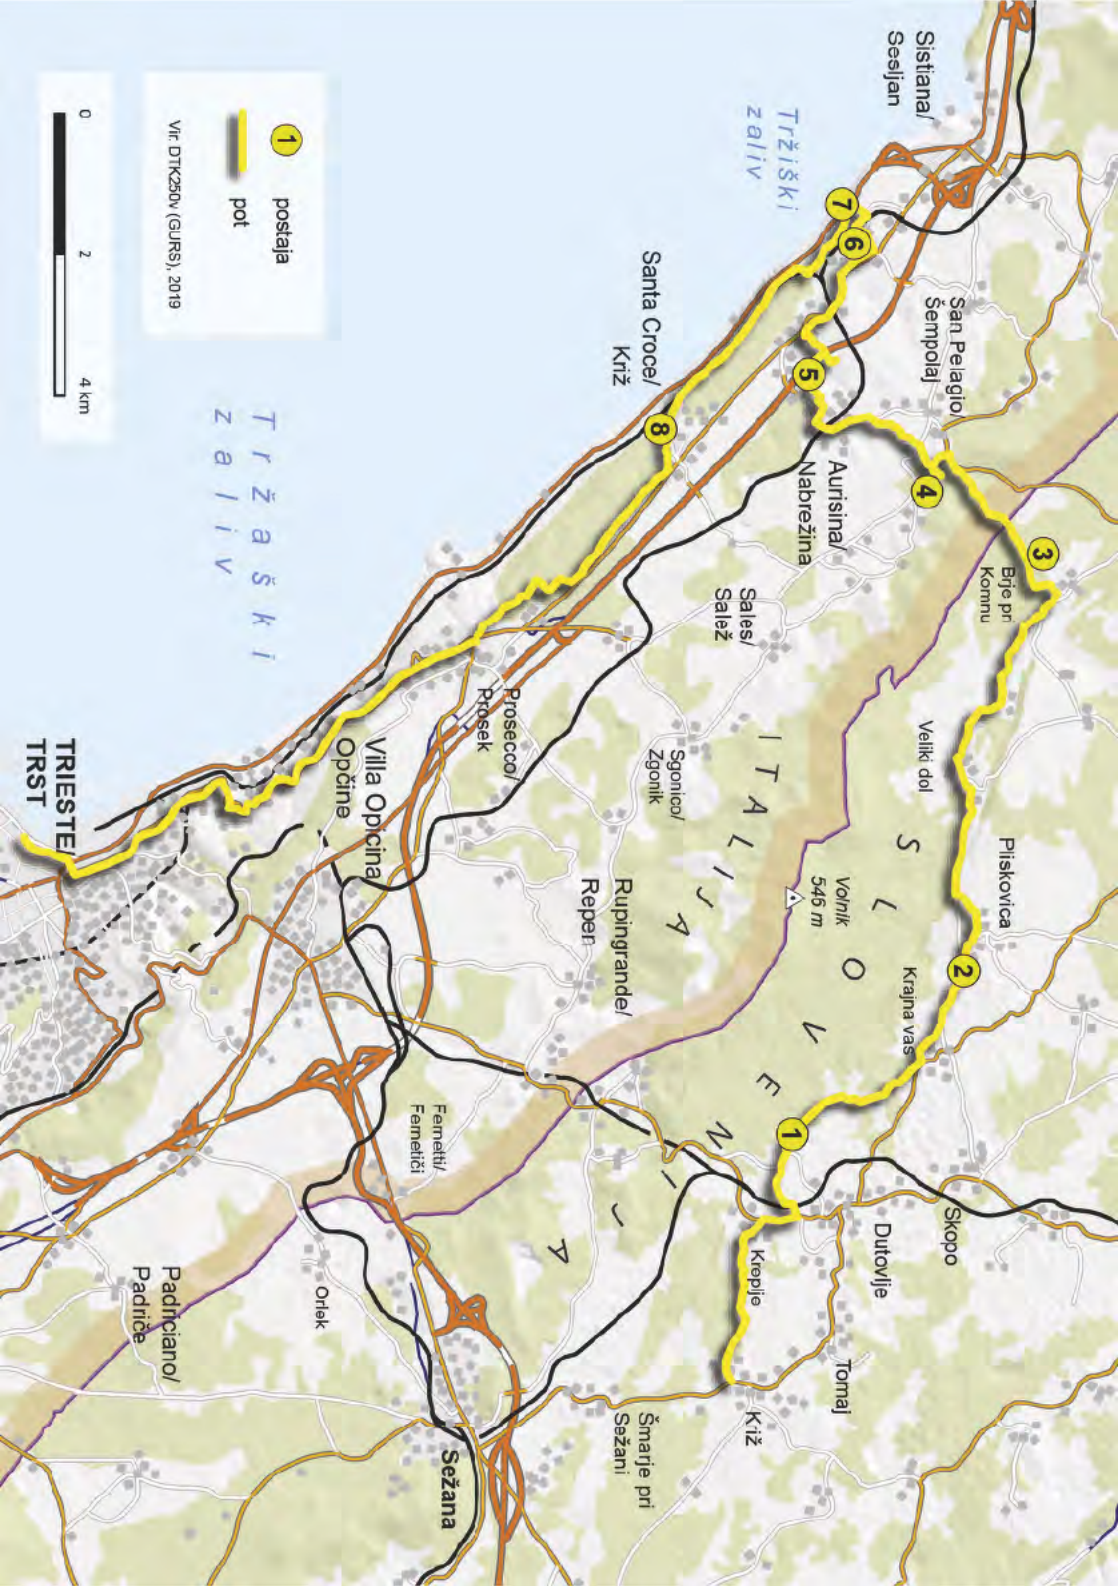 Sistiana/
Sesljan
Tržiški
zaliv
San Pelagio/
Šempolaj
Santa Croce/
Križ
Aurisina/
Nabrežina
Brje pri
Komnu
Sales/
Salež
Veliki dol
Pliskovica
Krajna vas
Skopo
Dutovlje
Tomaj
Kreplje
Križ
Šmarje pri
Sežani
Sežana
Orlek
Fernetti/
Fernetiči
Padriciano/
Padriče
Volnik
546 m
Sgonico/
Zgonik
Rupingrande/
Repen
Prosecco/
Prosek
Villa Opicina
Opčine
TRIESTE/
TRST
Tržaški
zaliv
ITALIJA
SLOVENIJA
1
2
3
4
5
6
7
8
1 postaja
pot
Vir: DTK250v (GURS), 2019
0 2 4 km